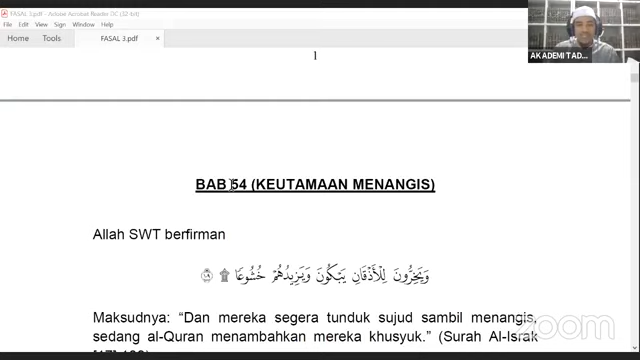 FASAL 3.pdf - Adobe Acrobat Reader DC (32-bit)
File Edit View Sign Window Help
Home Tools FASAL 3.pdf ×
AKADEMI TAD...
1
BAB 54 (KEUTAMAAN MENANGIS)
Allah SWT berfirman
وَيَخِرُّونَ لِلْأَذْقَانِ يَبْكُونَ وَيَزِيدُهُمْ خُشُوعًا ۩ ١٠٩
Maksudnya: “Dan mereka segera tunduk sujud sambil menangis,
sedang al-Quran menambahkan mereka khusyuk.” (Surah Al-Israk
[17]:109)
zoom